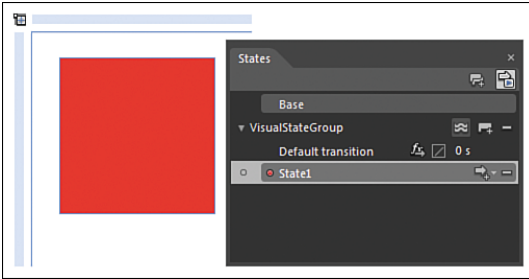 States
Base
VisualStateGroup
Default transition 0 s
State1